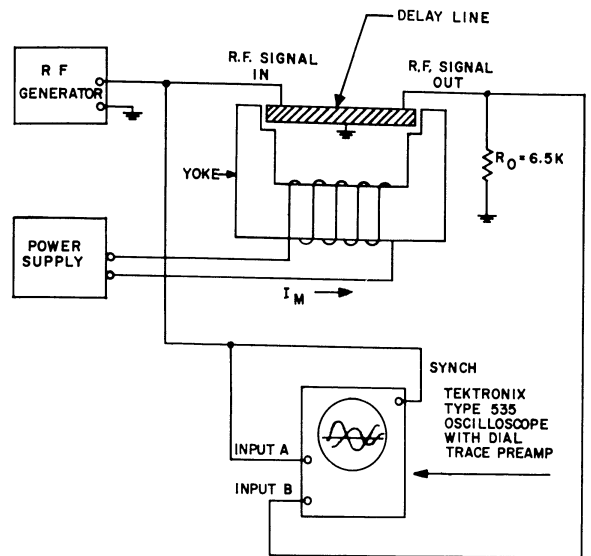 DELAY LINE
R.F. SIGNAL
IN
R.F. SIGNAL
OUT
R F
GENERATOR
YOKE
R0 = 6.5K
POWER
SUPPLY
IM
SYNCH
TEKTRONIX
TYPE 535
OSCILLOSCOPE
WITH DIAL
TRACE PREAMP
INPUT A
INPUT B